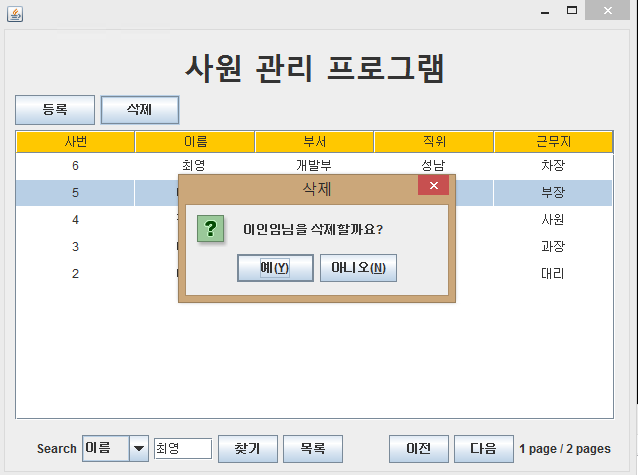 사원 관리 프로그램
등록 삭제
사번 이름 부서 직위 근무지
6 최영 개발부 성남 차장
5 부장
4 사원
3 과장
2 대리
삭제
이인임님을 삭제할까요?
예(Y) 아니오(N)
Search 이름 최영 찾기 목록 이전 다음 1 page / 2 pages